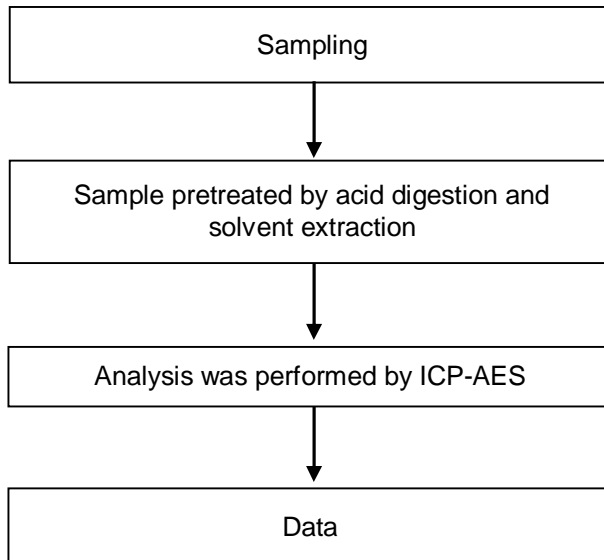 Sampling
Sample pretreated by acid digestion and
solvent extraction
Analysis was performed by ICP-AES
Data